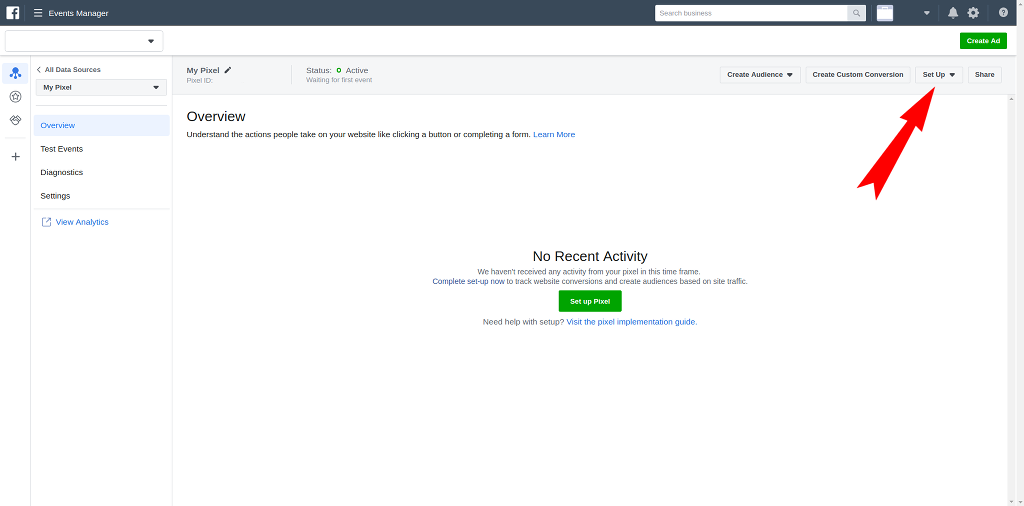 Events Manager
Search business
Create Ad
All Data Sources
My Pixel
Overview
Test Events
Diagnostics
Settings
View Analytics
My Pixel
Pixel ID:
Status: Active
Waiting for first event
Create Audience
Create Custom Conversion
Set Up
Share
Overview
Understand the actions people take on your website like clicking a button or completing a form. Learn More
No Recent Activity
We haven't received any activity from your pixel in this time frame.
Complete set-up now to track website conversions and create audiences based on site traffic.
Set up Pixel
Need help with setup? Visit the pixel implementation guide.